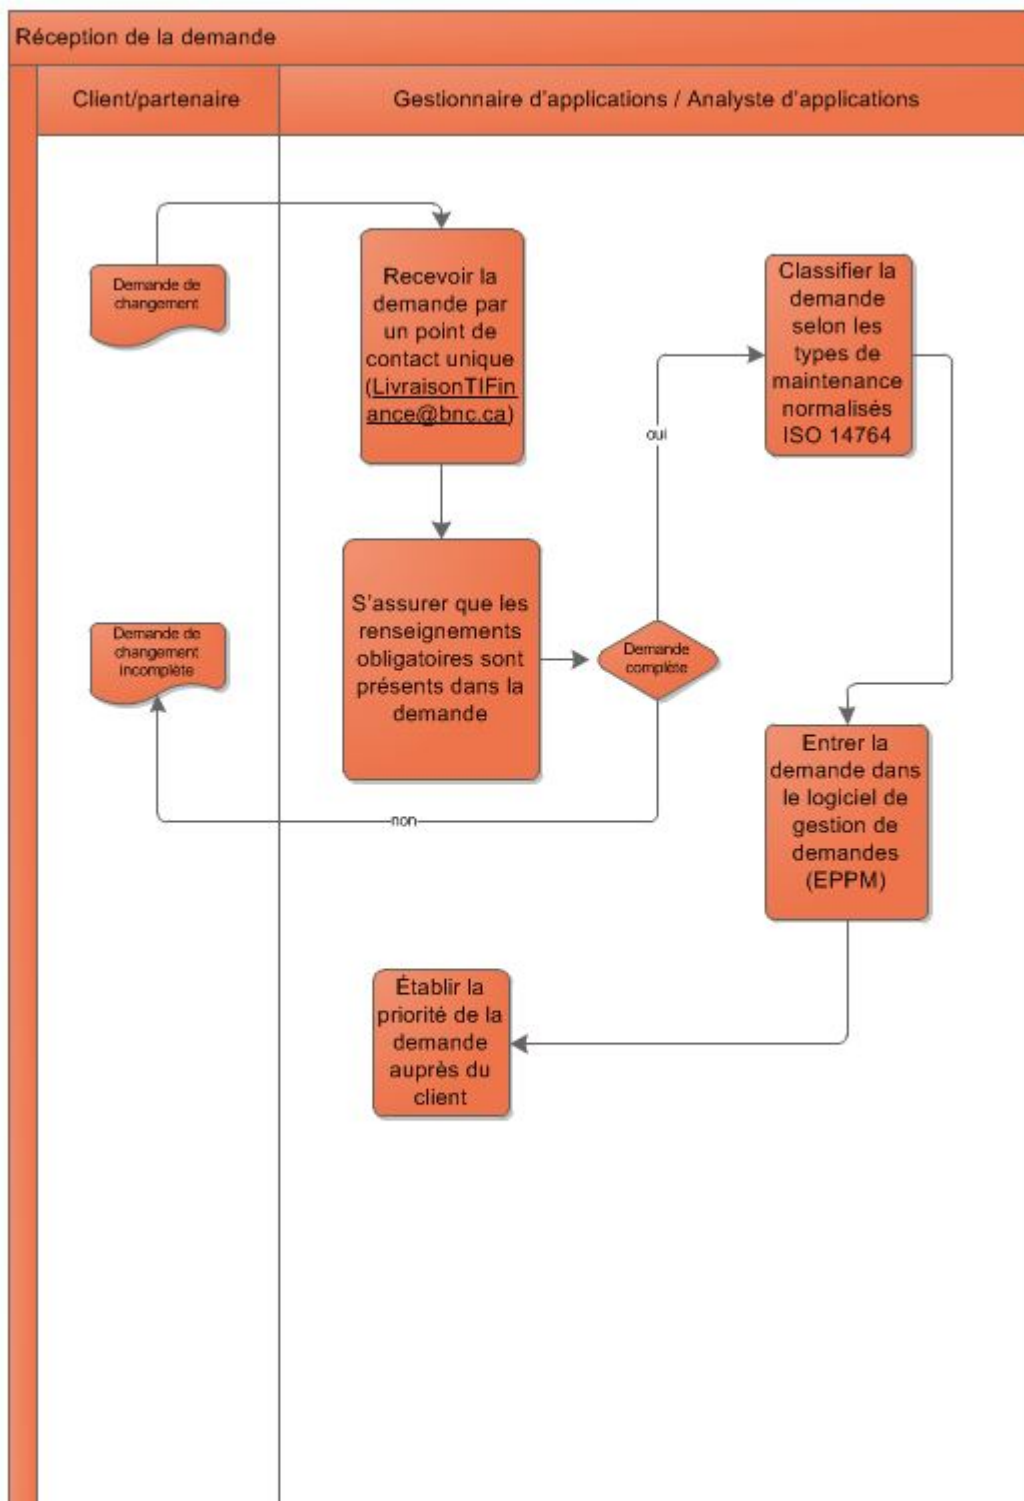 Réception de la demande
Client/partenaire
Gestionnaire d'applications / Analyste d'applications
Demande de
changement
Recevoir la
demande par
un point de
contact unique
(LivraisonTIFin
ance@bnc.ca)
Classifier la
demande
selon les
types de
maintenance
normalisés
ISO 14764
oui
S'assurer que les
renseignements
obligatoires sont
présents dans la
demande
Demande
complète
Demande de
changement
incomplète
non
Entrer la
demande dans
le logiciel de
gestion de
demandes
(EPPM)
Établir la
priorité de la
demande
auprès du
client